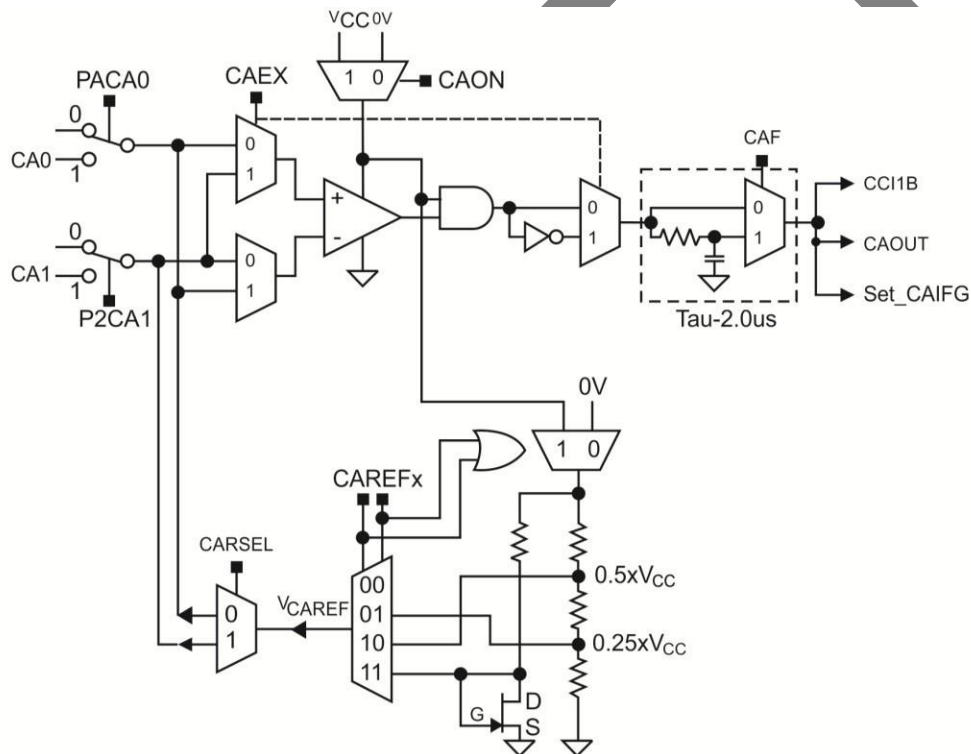 VCC 0V
1 0
CAON
PACA0
CAEX
0
CA0
1
0
1
+
-
0
CA1
1
P2CA1
0
1
0
1
CAF
0
1
CCI1B
CAOUT
Set_CAIFG
Tau-2.0us
0V
1 0
CAREFx
CARSEL
0
1
VCAREF
00
01
10
11
0.5xVCC
0.25xVCC
G
D
S